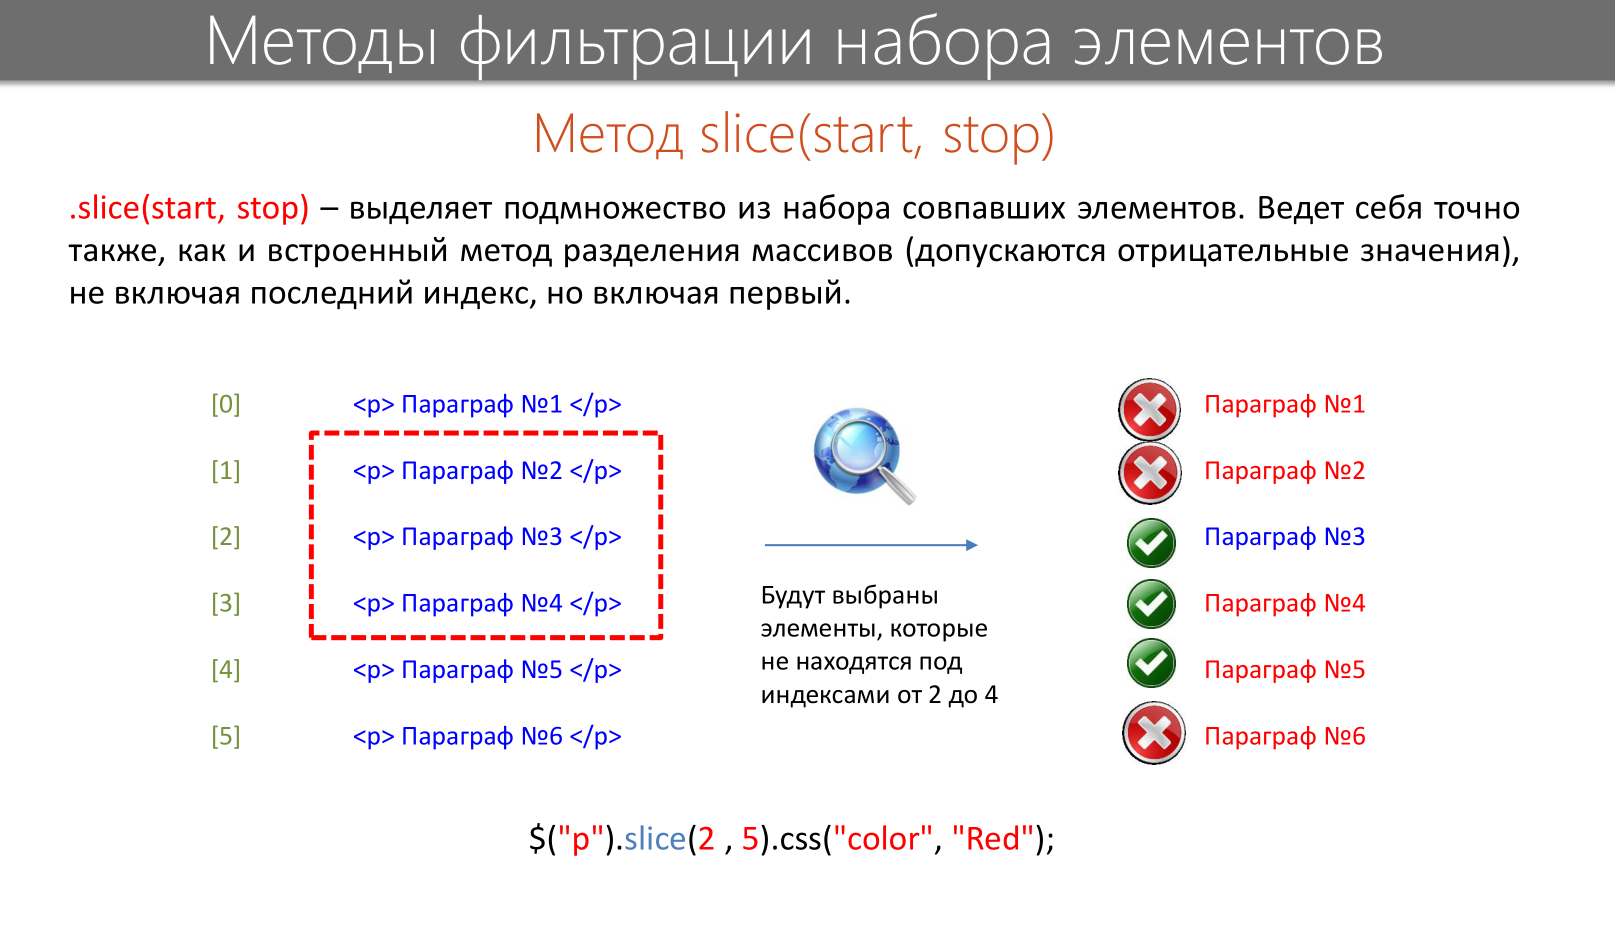 Методы фильтрации набора элементов
Метод slice(start, stop)
.slice(start, stop) – выделяет подмножество из набора совпавших элементов. Ведет себя точно
также, как и встроенный метод разделения массивов (допускаются отрицательные значения),
не включая последний индекс, но включая первый.
[0] <p> Параграф №1 </p> Параграф №1
[1] <p> Параграф №2 </p> Параграф №2
[2] <p> Параграф №3 </p> Параграф №3
[3] <p> Параграф №4 </p> Параграф №4
[4] <p> Параграф №5 </p> Параграф №5
[5] <p> Параграф №6 </p> Параграф №6
Будут выбраны
элементы, которые
не находятся под
индексами от 2 до 4
$("p").slice(2 , 5).css("color", "Red");